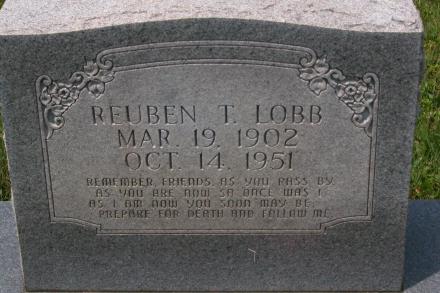 REUBEN T. LOBB
MAR. 19, 1902
OCT. 14, 1951
REMEMBER, FRIENDS, AS YOU PASS BY,
AS YOU ARE NOW SO ONCE WAS I,
AS I AM NOW YOU SOON MAY BE,
PREPARE FOR DEATH AND FOLLOW ME